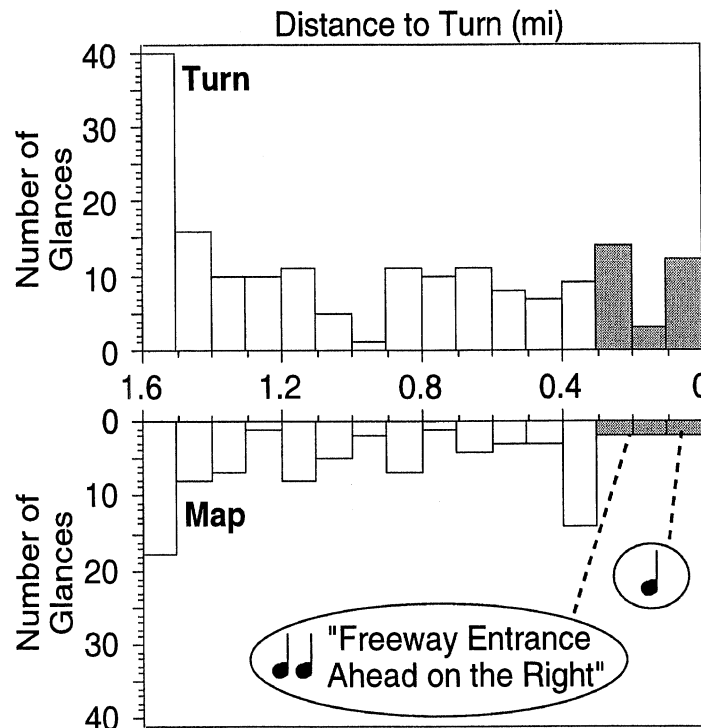 Distance to Turn (mi)
Number of
Glances
40
30
20
10
0
Turn
1.6
1.2
0.8
0.4
0
Number of
Glances
0
10
20
30
40
Map
"Freeway Entrance
Ahead on the Right"